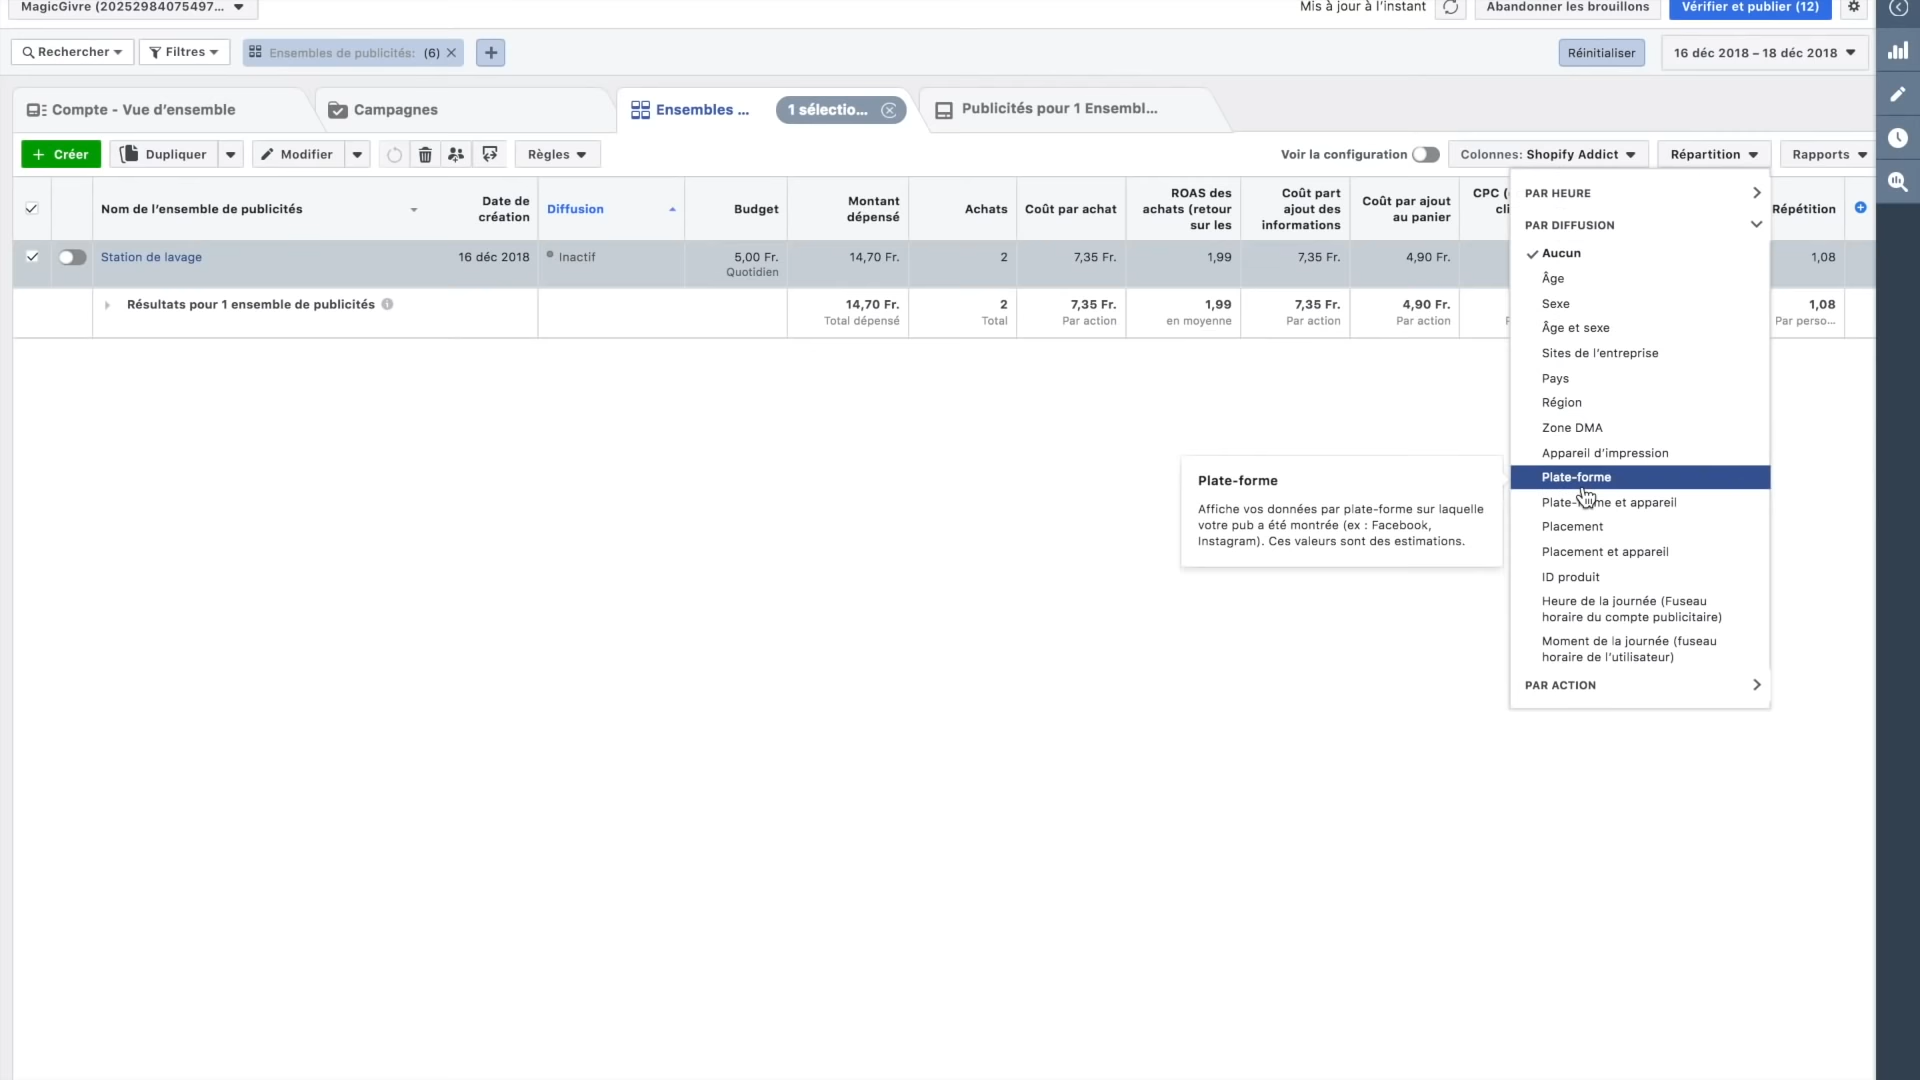 MagicGivre (20252984075497...
Mis à jour à l'instant
Abandonner les brouillons
Vérifier et publier (12)
Rechercher
Filtres
Ensembles de publicités: (6)
Réinitialiser
16 déc 2018 – 18 déc 2018
Compte - Vue d'ensemble
Campagnes
Ensembles ...
1 sélectio...
Publicités pour 1 Ensembl...
+ Créer
Dupliquer
Modifier
Règles
Voir la configuration
Colonnes: Shopify Addict
Répartition
Rapports
Nom de l'ensemble de publicités
Date de
création
Diffusion
Budget
Montant
dépensé
Achats
Coût par achat
ROAS des
achats (retour
sur les
Coût part
ajout des
informations
Coût par ajout
au panier
CPC (
cli
Répétition
Station de lavage
16 déc 2018
Inactif
5,00 Fr.
Quotidien
14,70 Fr.
2
7,35 Fr.
1,99
7,35 Fr.
4,90 Fr.
1,08
Résultats pour 1 ensemble de publicités
14,70 Fr.
Total dépensé
2
Total
7,35 Fr.
Par action
1,99
en moyenne
7,35 Fr.
Par action
4,90 Fr.
Par action
1,08
Par perso...
PAR HEURE
PAR DIFFUSION
Aucun
Âge
Sexe
Âge et sexe
Sites de l'entreprise
Pays
Région
Zone DMA
Appareil d'impression
Plate-forme
Plate-forme et appareil
Placement
Placement et appareil
ID produit
Heure de la journée (Fuseau
horaire du compte publicitaire)
Moment de la journée (fuseau
horaire de l'utilisateur)
PAR ACTION
Plate-forme
Affiche vos données par plate-forme sur laquelle
votre pub a été montrée (ex : Facebook,
Instagram). Ces valeurs sont des estimations.